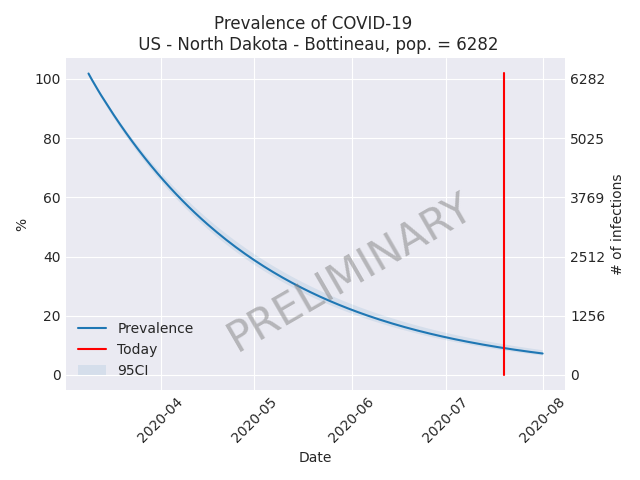 Prevalence of COVID-19
US - North Dakota - Bottineau, pop. = 6282
100
80
60
40
20
0
%
6282
5025
3769
2512
1256
0
# of infections
PRELIMINARY
Prevalence
Today
95CI
2020-04
2020-05
2020-06
2020-07
2020-08
Date